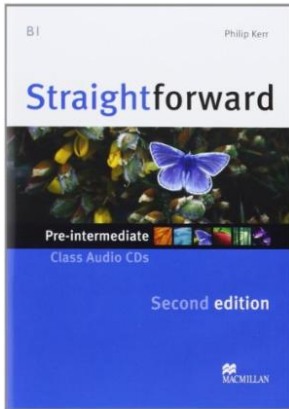 B1
Philip Kerr
Straightforward
Pre-intermediate
Class Audio CDs
Second edition
MACMILLAN